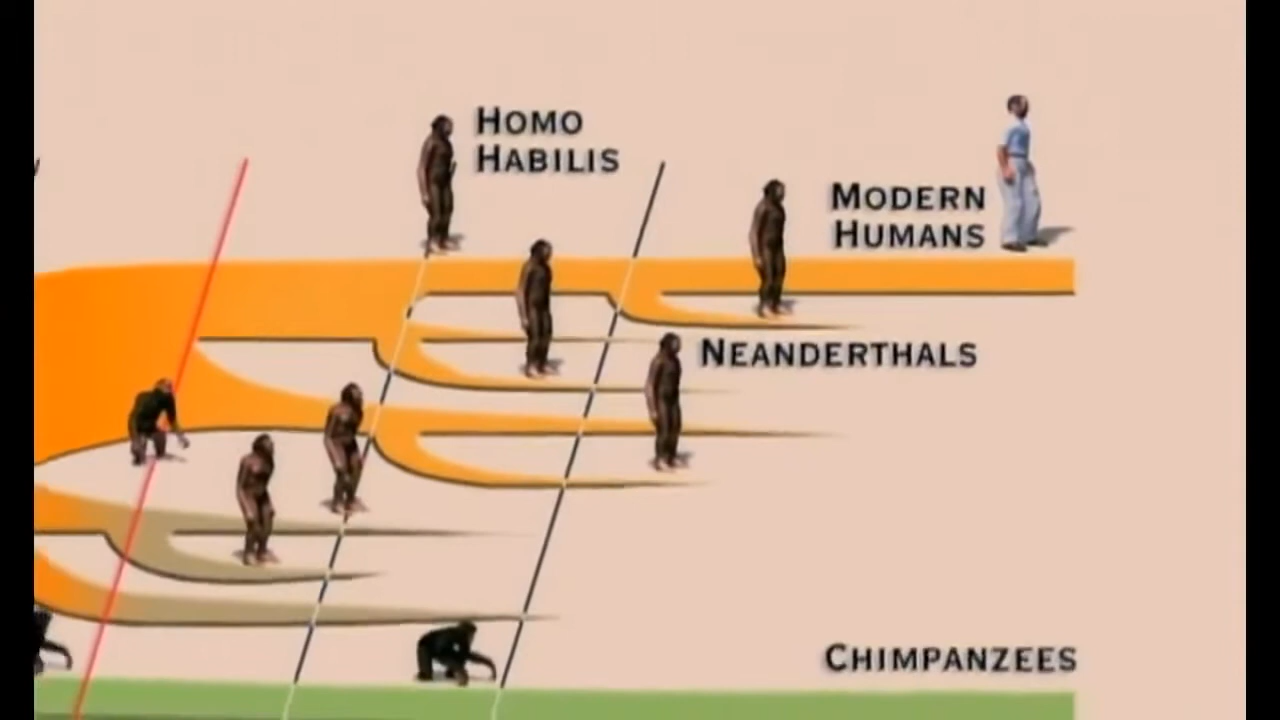 HOMO
HABILIS
MODERN
HUMANS
NEANDERTHALS
CHIMPANZEES